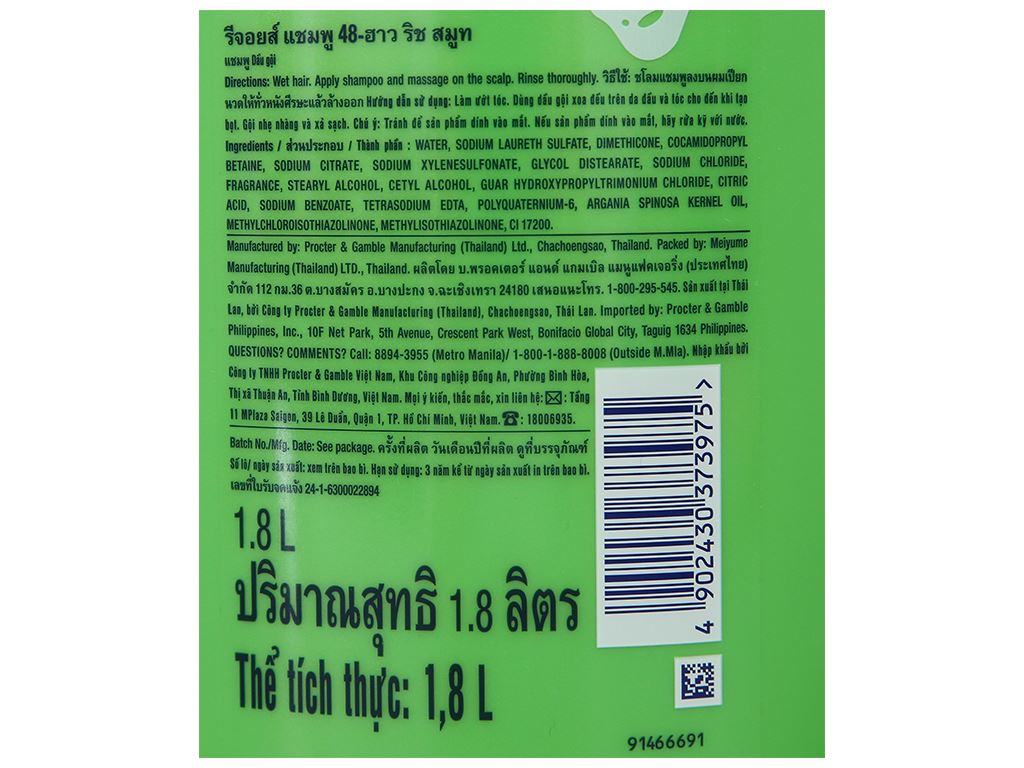 รีจอยส์ แชมพู 48-ฮาว ริช สมูท
แชมพู Dầu gội
Directions: Wet hair. Apply shampoo and massage on the scalp. Rinse thoroughly. วิธีใช้: ชโลมแชมพูลงบนผมเปียก
นวดให้ทั่วหนังศีรษะแล้วล้างออก Hướng dẫn sử dụng: Làm ướt tóc. Dùng dầu gội xoa đều trên da đầu và tóc cho đến khi tạo
bọt. Gội nhẹ nhàng và xả sạch. Chú ý: Tránh để sản phẩm dính vào mắt. Nếu sản phẩm dính vào mắt, hãy rửa kỹ với nước.
Ingredients / ส่วนประกอบ / Thành phần : WATER, SODIUM LAURETH SULFATE, DIMETHICONE, COCAMIDOPROPYL
BETAINE, SODIUM CITRATE, SODIUM XYLENESULFONATE, GLYCOL DISTEARATE, SODIUM CHLORIDE,
FRAGRANCE, STEARYL ALCOHOL, CETYL ALCOHOL, GUAR HYDROXYPROPYLTRIMONIUM CHLORIDE, CITRIC
ACID, SODIUM BENZOATE, TETRASODIUM EDTA, POLYQUATERNIUM-6, ARGANIA SPINOSA KERNEL OIL,
METHYLCHLOROISOTHIAZOLINONE, METHYLISOTHIAZOLINONE, CI 17200.
Manufactured by: Procter & Gamble Manufacturing (Thailand) Ltd., Chachoengsao, Thailand. Packed by: Meiyume
Manufacturing (Thailand) LTD., Thailand. ผลิตโดย บ.พรอคเตอร์ แอนด์ แกมเบิล แมนูแฟคเจอริ่ง (ประเทศไทย)
จำกัด 112 กม.36 ต.บางสมัคร อ.บางปะกง จ.ฉะเชิงเทรา 24180 เสนอแนะโทร. 1-800-295-545. Sản xuất tại Thái
Lan, bởi Công ty Procter & Gamble Manufacturing (Thailand), Chachoengsao, Thái Lan. Imported by: Procter & Gamble
Philippines, Inc., 10F Net Park, 5th Avenue, Crescent Park West, Bonifacio Global City, Taguig 1634 Philippines.
QUESTIONS? COMMENTS? Call: 8894-3955 (Metro Manila)/ 1-800-1-888-8008 (Outside M.Mla). Nhập khẩu bởi
Công ty TNHH Procter & Gamble Việt Nam, Khu Công nghiệp Đồng An, Phường Bình Hòa,
Thị xã Thuận An, Tỉnh Bình Dương, Việt Nam. Mọi ý kiến, thắc mắc, xin liên hệ: : Tầng
11 MPlaza Saigon, 39 Lê Duẩn, Quận 1, TP. Hồ Chí Minh, Việt Nam. : 18006935.
Batch No./Mfg. Date: See package. ครั้งที่ผลิต วันเดือนปีที่ผลิต ดูที่บรรจุภัณฑ์
Số lô/ ngày sản xuất: xem trên bao bì. Hạn sử dụng: 3 năm kể từ ngày sản xuất in trên bao bì.
เลขที่ใบรับจดแจ้ง 24-1-6300022894
1.8 L
ปริมาณสุทธิ 1.8 ลิตร
Thể tích thực: 1,8 L
4 902430 373975 >
91466691